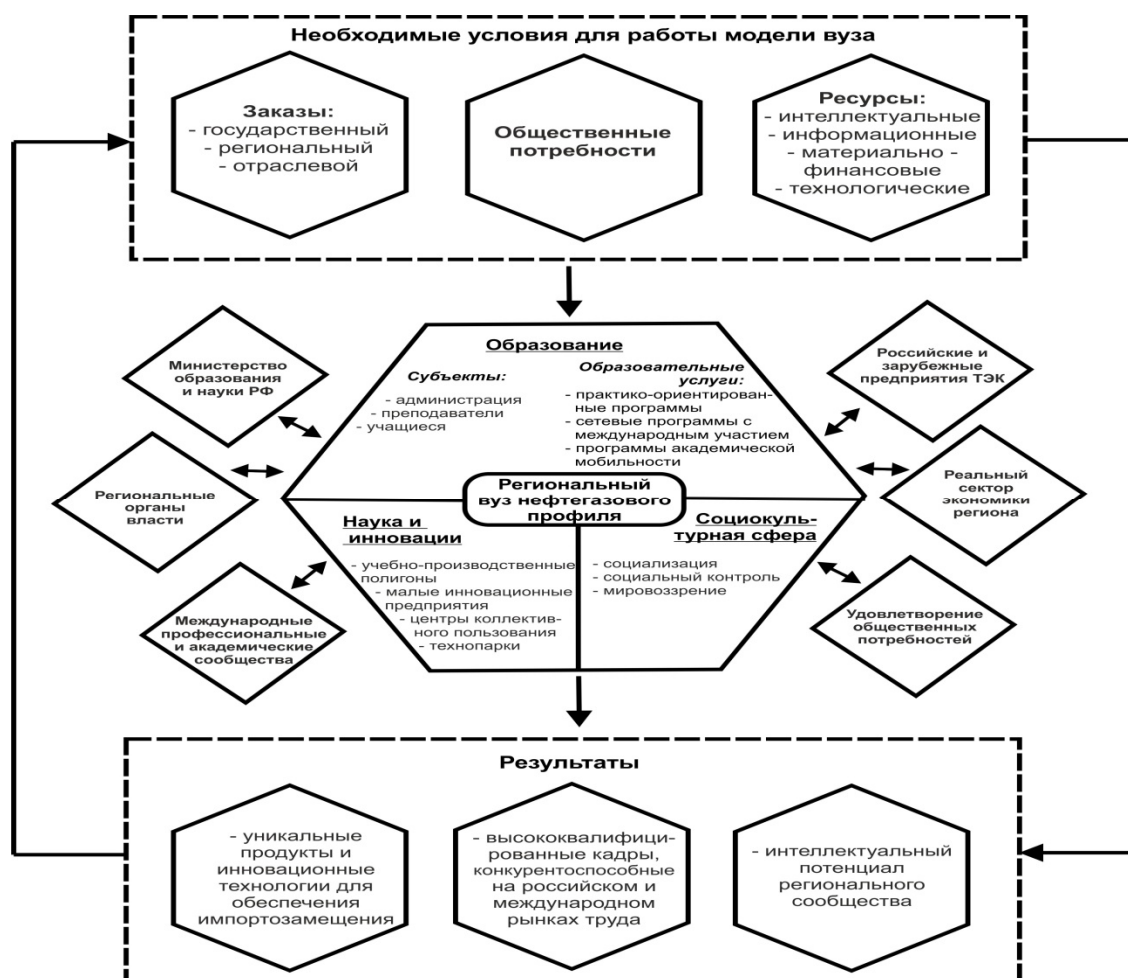 Необходимые условия для работы модели вуза
Заказы:
- государственный
- региональный
- отраслевой
Общественные
потребности
Ресурсы:
- интеллектуальные
- информационные
- материально -
финансовые
- технологические
Министерство
образования
и науки РФ
Региональные
органы
власти
Международные
профессиональные
и академические
сообщества
Образование
Субъекты:
- администрация
- преподаватели
- учащиеся
Образовательные
услуги:
- практико-ориентирован-
ные программы
- сетевые программы с
международным участием
- программы академической
мобильности
Региональный
вуз нефтегазового
профиля
Наука и
инновации
- учебно-производственные
полигоны
- малые инновационные
предприятия
- центры коллектив-
ного пользования
- технопарки
Социокуль-
турная сфера
- социализация
- социальный контроль
- мировоззрение
Российские и
зарубежные
предприятия ТЭК
Реальный
сектор
экономики
региона
Удовлетворение
общественных
потребностей
Результаты
- уникальные
продукты и
инновационные
технологии для
обеспечения
импортозамещения
- высококвалифици-
рованные кадры,
конкурентоспособные
на российском и
международном
рынках труда
- интеллектуальный
потенциал
регионального
сообщества